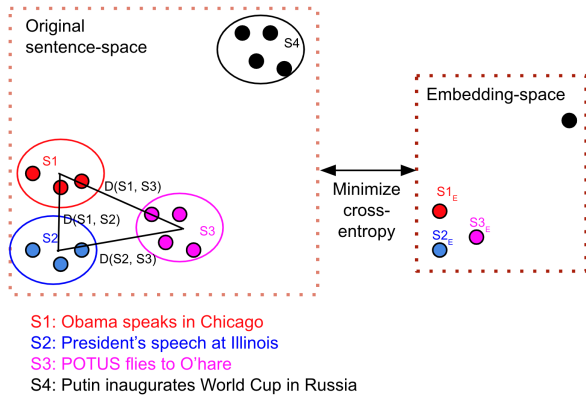 Original
sentence-space
S4
S1
D(S1, S3)
D(S1, S2)
S2
S3
D(S2, S3)
Minimize
cross-
entropy
Embedding-space
S1E
S3E
S2E
S1: Obama speaks in Chicago
S2: President's speech at Illinois
S3: POTUS flies to O'hare
S4: Putin inaugurates World Cup in Russia